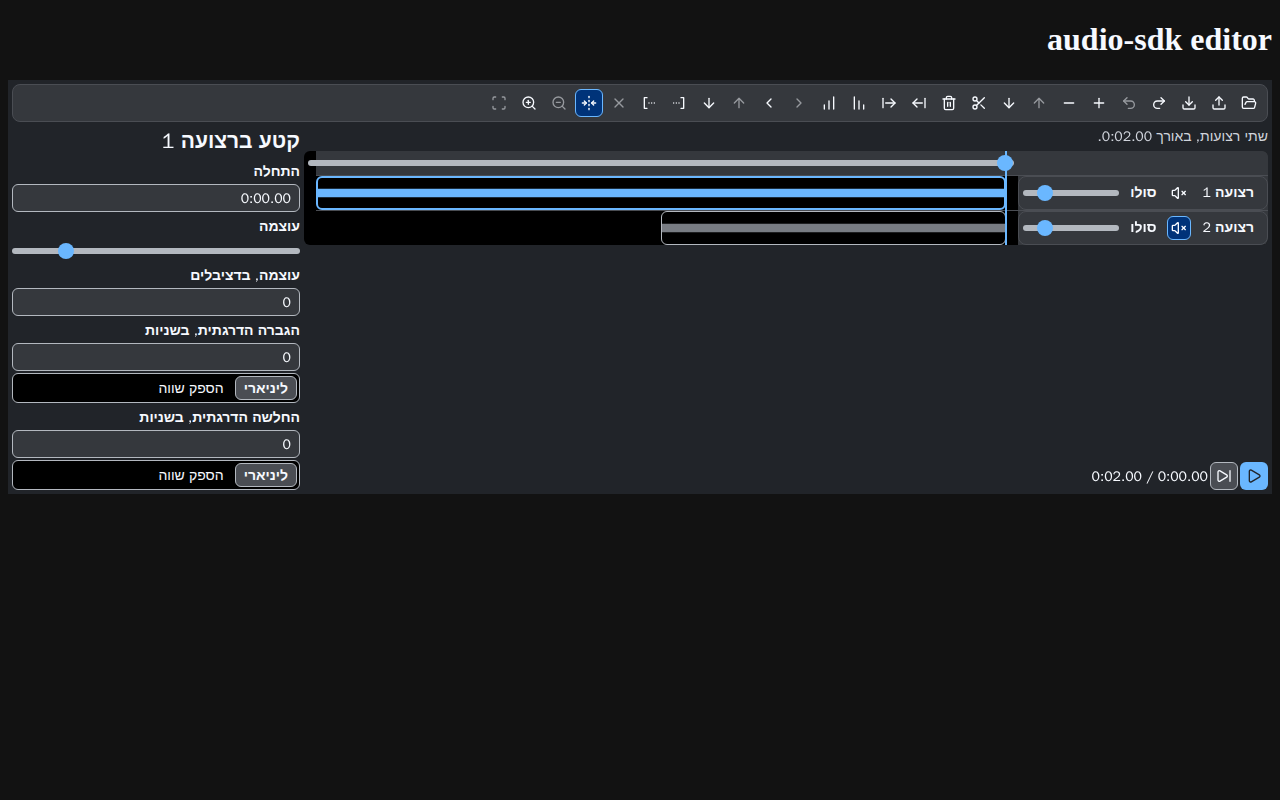 audio-sdk editor
שתי רצועות, באורך 0:02.00.
רצועה 1
סולו
רצועה 2
סולו
0:00.00 / 0:02.00
קטע ברצועה 1
התחלה
0:00.00
עוצמה
עוצמה, בדציבלים
0
הגברה הדרגתית, בשניות
0
ליניארי הספק שווה
החלשה הדרגתית, בשניות
0
ליניארי הספק שווה